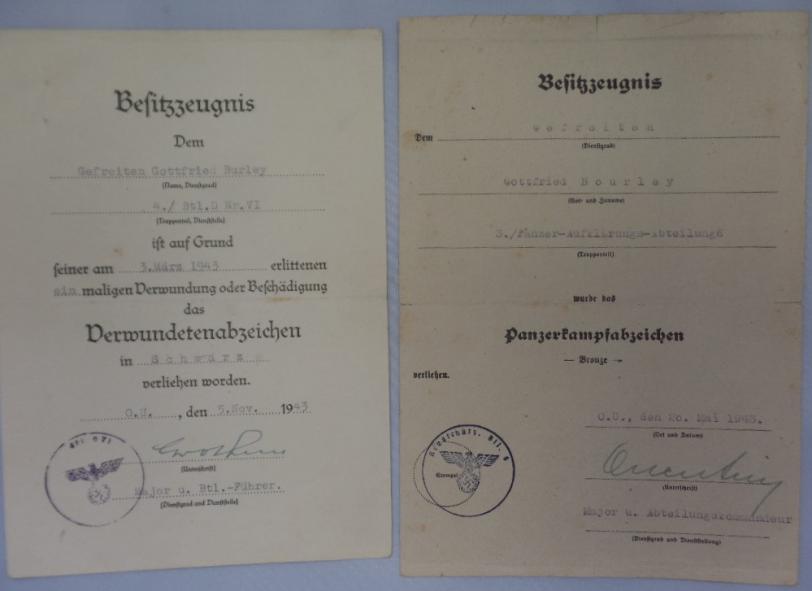 Besitzzeugnis
Dem
Gefreiten Gottfried Burley
(Name, Dienstgrad)
4./ Btl.D Nr.VI
(Truppenteil, Dienststelle)
ist auf Grund
seiner am 3.März 1943 erlittenen
ein maligen Verwundung oder Beschädigung
das
Verwundetenabzeichen
in Schwarz
verliehen worden.
O.U. , den 5.Nov. 1943
(Unterschrift)
Major u. Btl.-Führer.
(Dienstgrad und Dienststelle)
Besitzzeugnis
Dem Gefreiten
(Dienstgrad)
Gottfried Bourley
(Vor- und Zuname)
3./Panzer-Aufklärungs-Abteilung6
(Truppenteil)
wurde das
Panzerkampfabzeichen
— Bronze —
verliehen.
O.U., den 20. Mai 1943.
(Ort und Datum)
(Unterschrift)
Major u. Abteilungskommandeur
(Dienstgrad und Dienststellung)